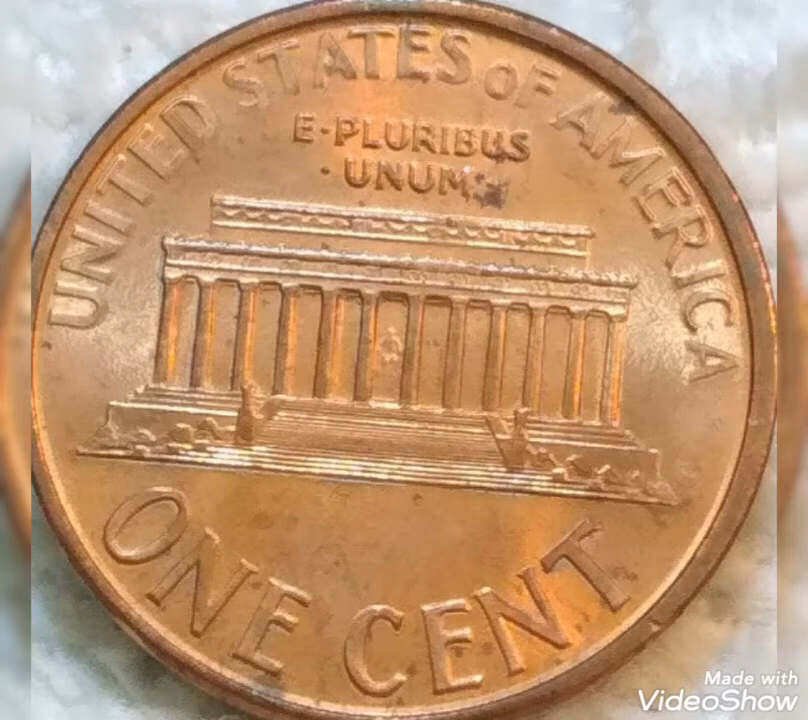 UNITED STATES OF AMERICA
E·PLURIBUS
·UNUM·
ONE CENT
Made with
VideoShow